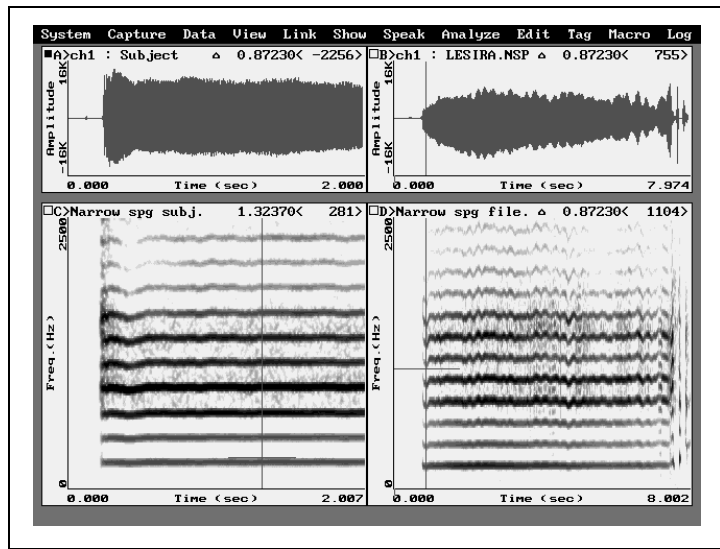 System Capture Data View Link Show Speak Analyze Edit Tag Macro Log
A>ch1 : Subject △ 0.87230< -2256>
16K
Amplitude
-16K
0.000 Time (sec) 2.000
B>ch1 : LESIRA.NSP △ 0.87230< 755>
16K
Amplitude
-16K
0.000 Time (sec) 7.974
C>Narrow spg subj. 1.32370< 281>
2500
Freq.(Hz)
0
0.000 Time (sec) 2.007
D>Narrow spg file. △ 0.87230< 1104>
2500
Freq.(Hz)
0
0.000 Time (sec) 8.002